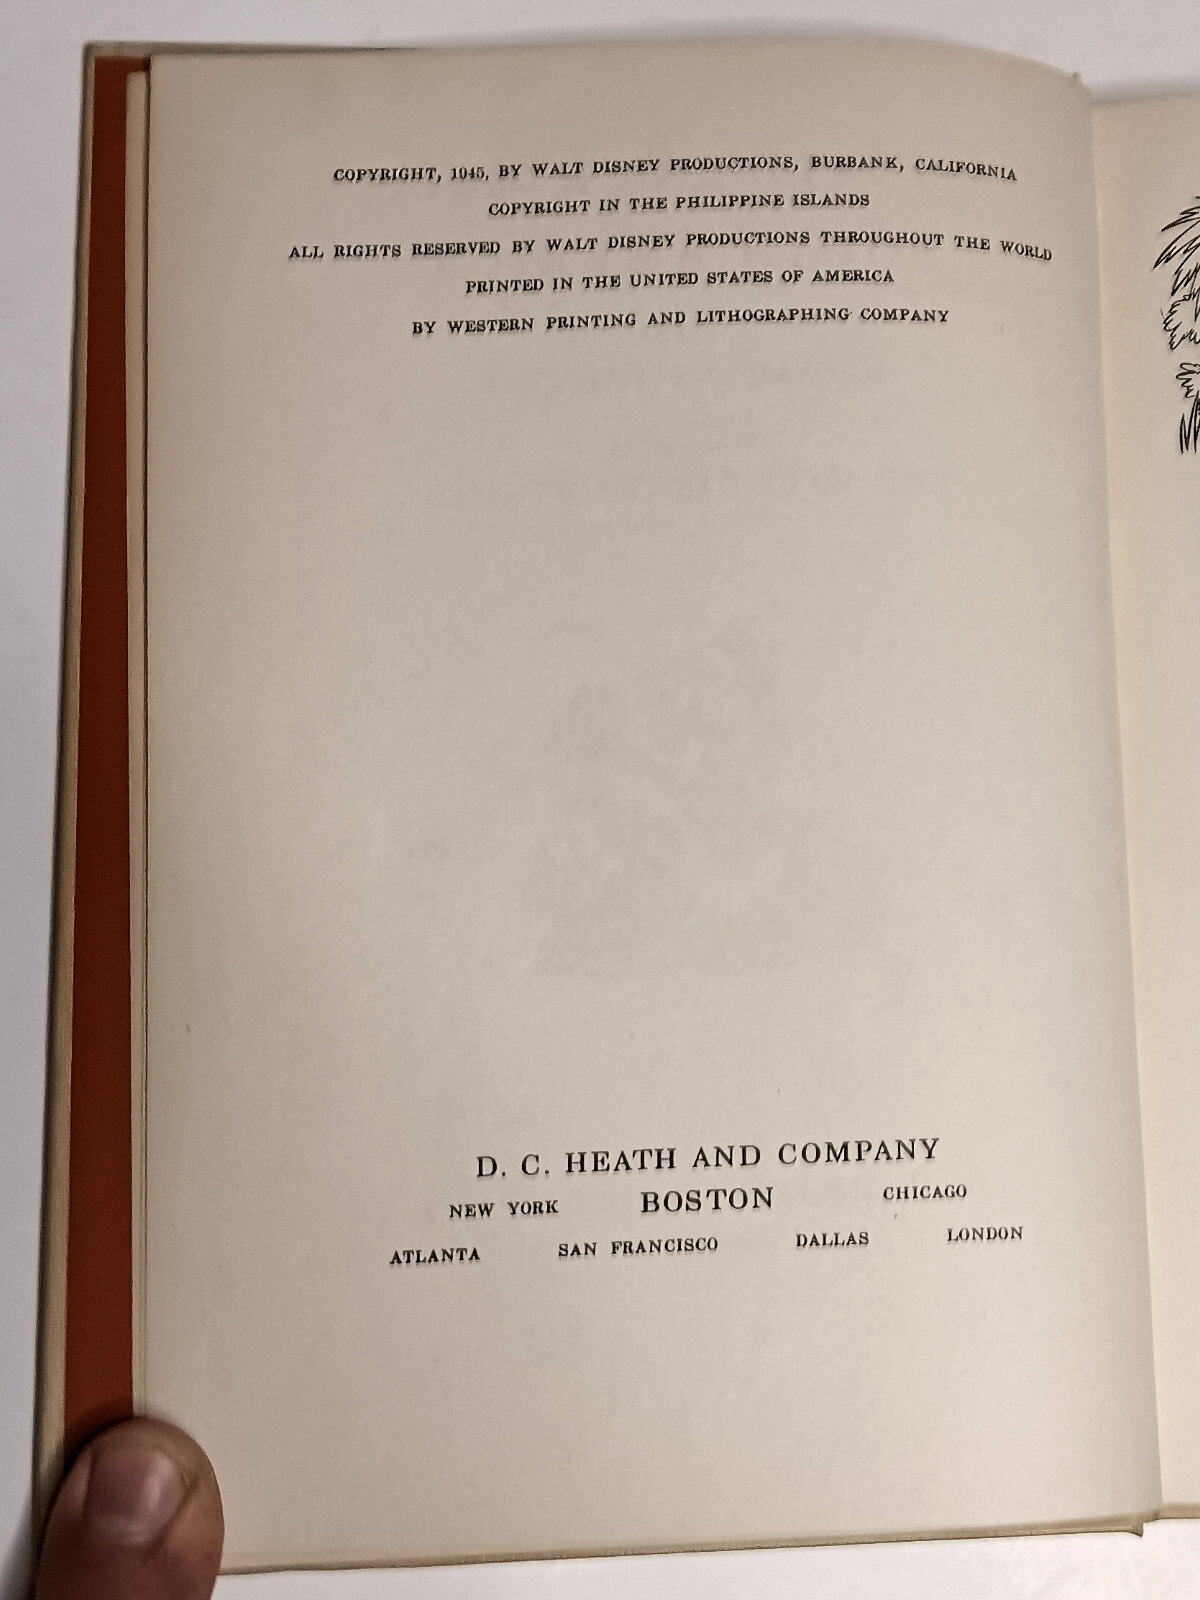 COPYRIGHT, 1945, BY WALT DISNEY PRODUCTIONS, BURBANK, CALIFORNIA
COPYRIGHT IN THE PHILIPPINE ISLANDS
ALL RIGHTS RESERVED BY WALT DISNEY PRODUCTIONS THROUGHOUT THE WORLD
PRINTED IN THE UNITED STATES OF AMERICA
BY WESTERN PRINTING AND LITHOGRAPHING COMPANY
D. C. HEATH AND COMPANY
NEW YORK BOSTON CHICAGO
ATLANTA SAN FRANCISCO DALLAS LONDON